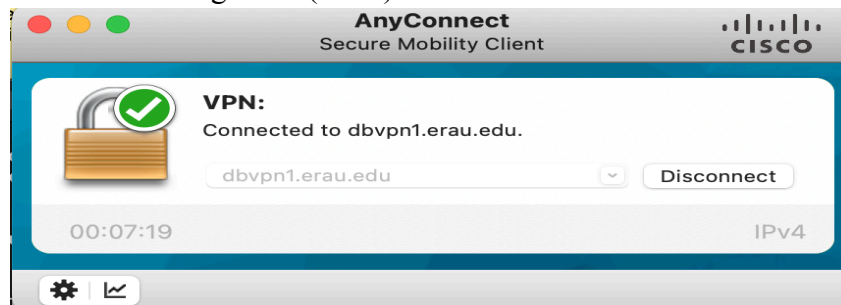 AnyConnect
Secure Mobility Client
CISCO
VPN:
Connected to dbvpn1.erau.edu.
dbvpn1.erau.edu
Disconnect
00:07:19
IPv4